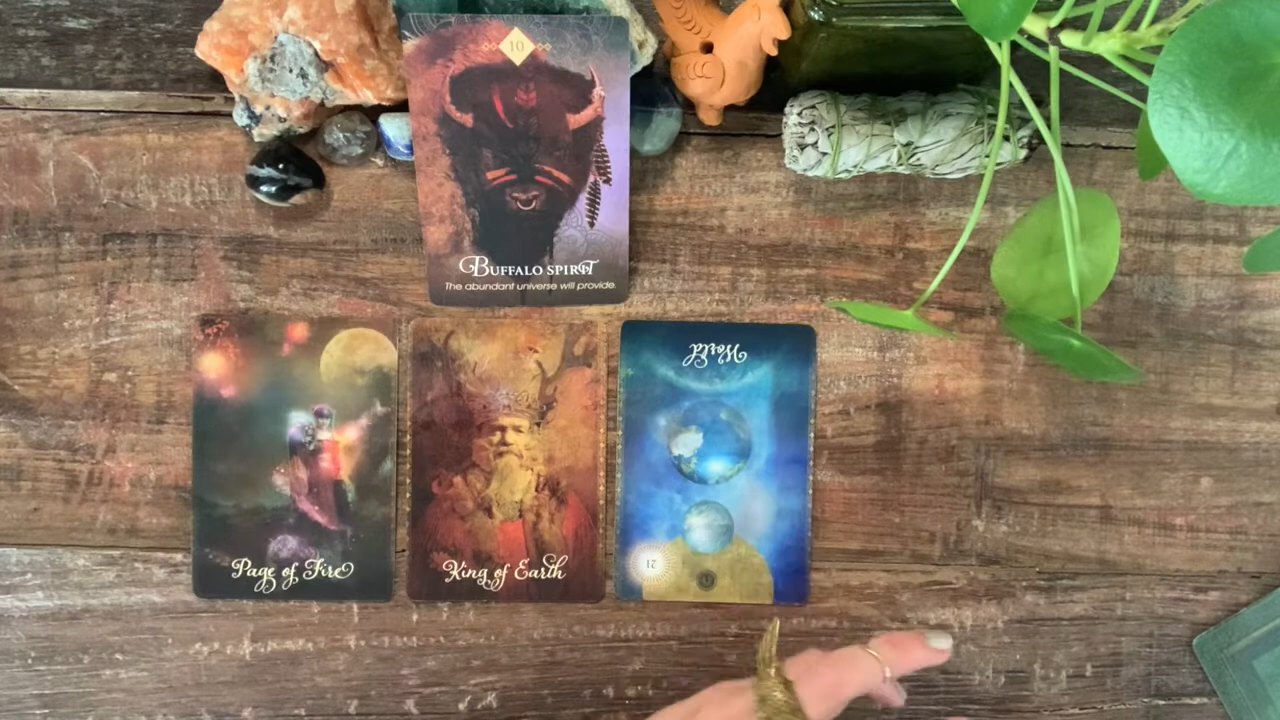 10
Buffalo spirit
The abundant universe will provide.
Page of Fire
King of Earth
World
21